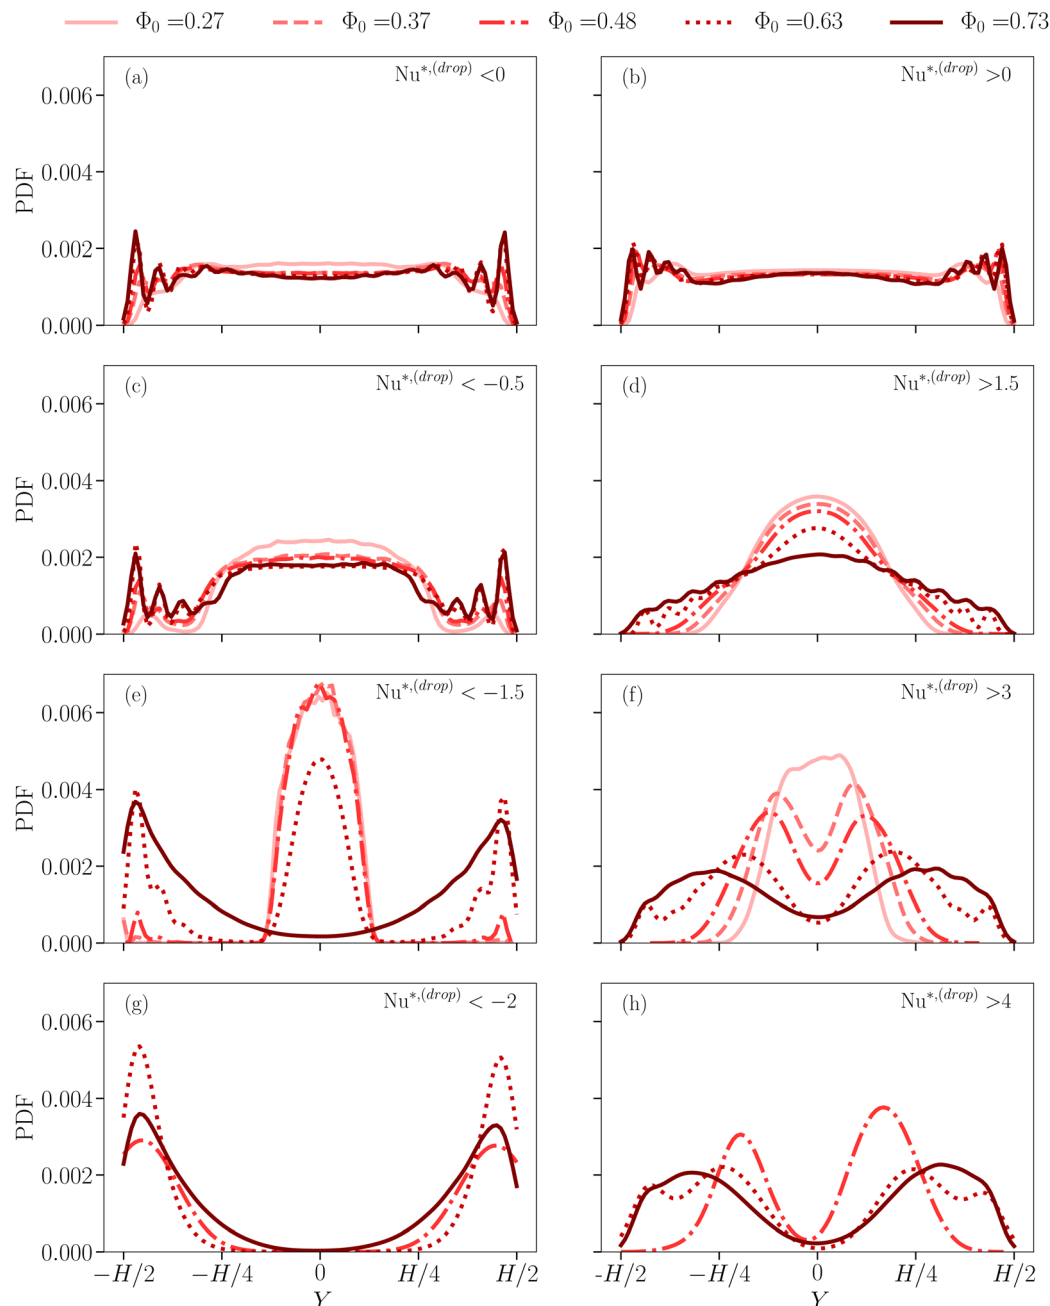 Φ₀ =0.27 Φ₀ =0.37 Φ₀ =0.48 Φ₀ =0.63 Φ₀ =0.73
(a) Nu*,(drop) <0
(b) Nu*,(drop) >0
0.006
0.004
0.002
0.000
PDF
(c) Nu*,(drop) < −0.5
(d) Nu*,(drop) >1.5
0.006
0.004
0.002
0.000
PDF
(e) Nu*,(drop) < −1.5
(f) Nu*,(drop) >3
0.006
0.004
0.002
0.000
PDF
(g) Nu*,(drop) < −2
(h) Nu*,(drop) >4
0.006
0.004
0.002
0.000
PDF
−H/2 −H/4 0 H/4 H/2
Y
-H/2 −H/4 0 H/4 H/2
Y